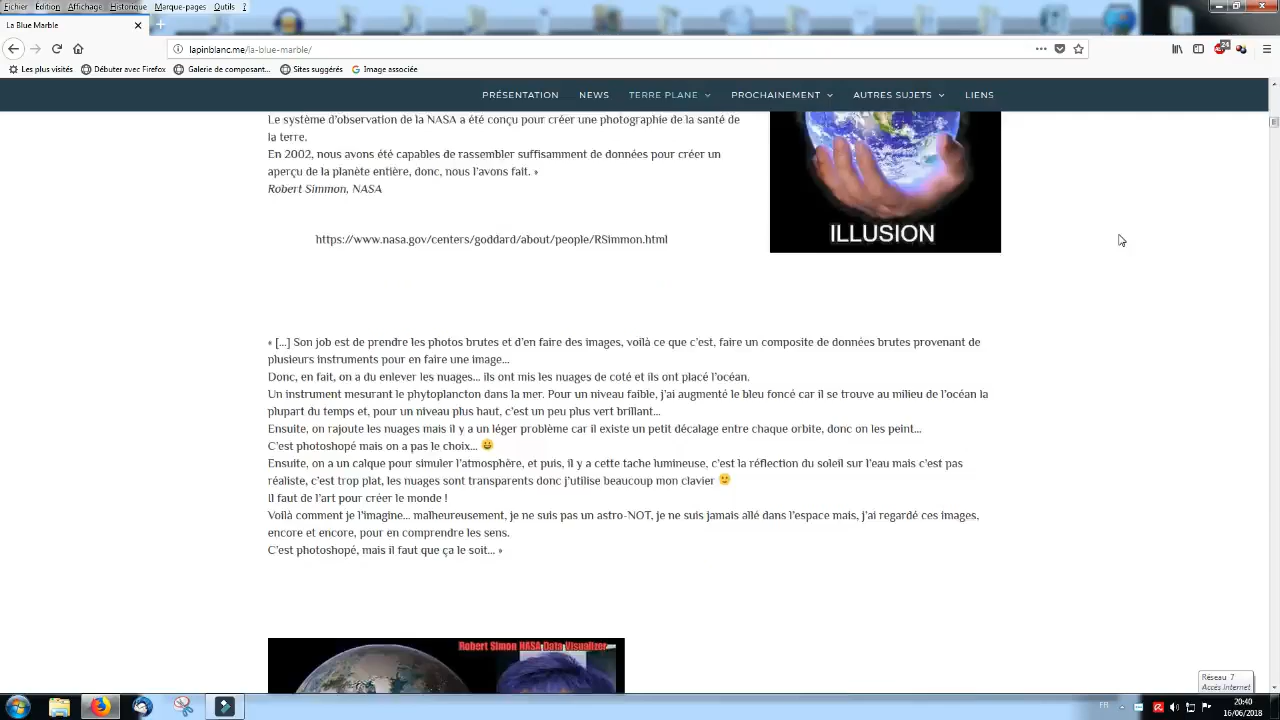 Fichier Édition Affichage Historique Marque-pages Outils ?
La Blue Marble
lapinblanc.me/la-blue-marble/
24
Les plus visités Débuter avec Firefox Galerie de composant... Sites suggérés Image associée
PRÉSENTATION NEWS TERRE PLANE PROCHAINEMENT AUTRES SUJETS LIENS
Le système d'observation de la NASA a été conçu pour créer une photographie de la santé de
la terre.
En 2002, nous avons été capables de rassembler suffisamment de données pour créer un
aperçu de la planète entière, donc, nous l'avons fait. »
Robert Simmon, NASA
ILLUSION
https://www.nasa.gov/centers/goddard/about/people/RSimmon.html
« [...] Son job est de prendre les photos brutes et d'en faire des images, voilà ce que c'est, faire un composite de données brutes provenant de
plusieurs instruments pour en faire une image...
Donc, en fait, on a du enlever les nuages... ils ont mis les nuages de coté et ils ont placé l'océan.
Un instrument mesurant le phytoplancton dans la mer. Pour un niveau faible, j'ai augmenté le bleu foncé car il se trouve au milieu de l'océan la
plupart du temps et, pour un niveau plus haut, c'est un peu plus vert brillant...
Ensuite, on rajoute les nuages mais il y a un léger problème car il existe un petit décalage entre chaque orbite, donc on les peint...
C'est photoshopé mais on a pas le choix... 😀
Ensuite, on a un calque pour simuler l'atmosphère, et puis, il y a cette tache lumineuse, c'est la réflection du soleil sur l'eau mais c'est pas
réaliste, c'est trop plat, les nuages sont transparents donc j'utilise beaucoup mon clavier 🙂
Il faut de l'art pour créer le monde !
Voilà comment je l'imagine... malheureusement, je ne suis pas un astro-NOT, je ne suis jamais allé dans l'espace mais, j'ai regardé ces images,
encore et encore, pour en comprendre les sens.
C'est photoshopé, mais il faut que ça le soit... »
Robert Simon NASA Data Visualizer
Réseau 7
Accès Internet
FR
20:40
16/06/2018